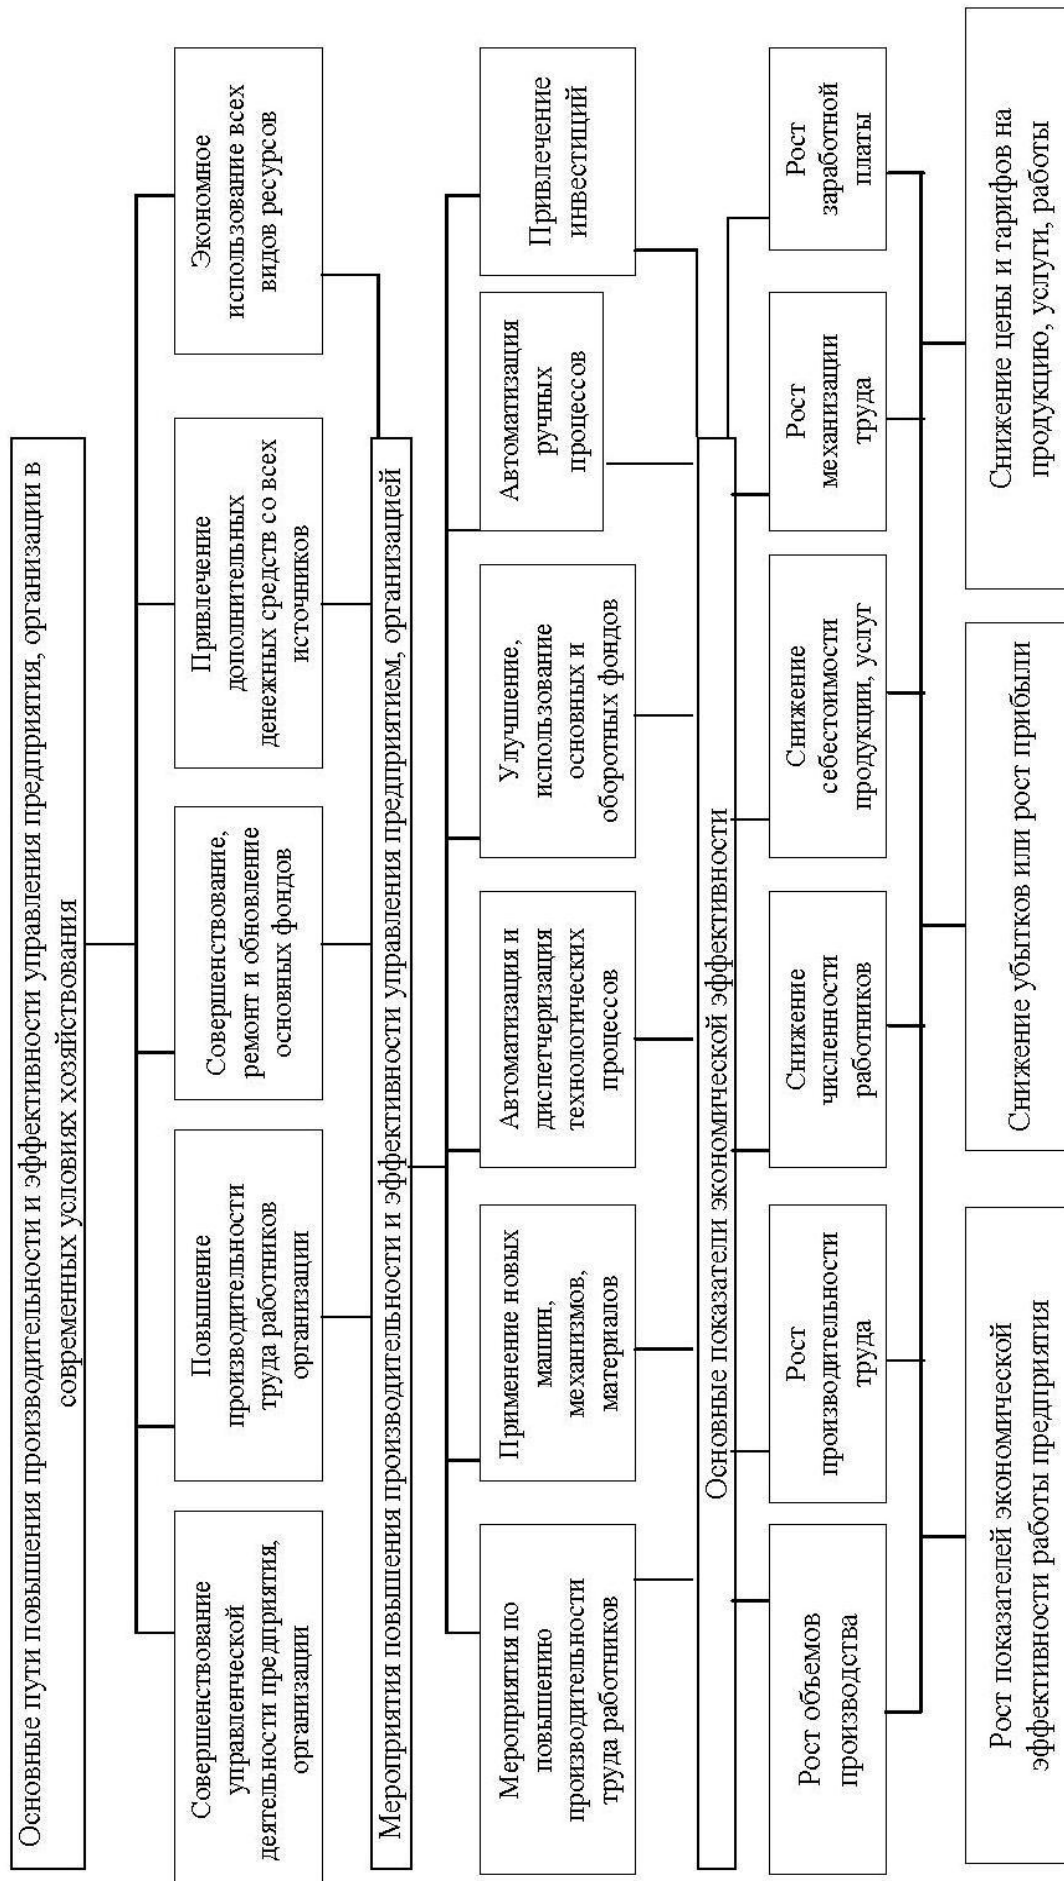 Основные пути повышения производительности и эффективности управления предприятия, организации в
современных условиях хозяйствования
Совершенствование
управленческой
деятельности предприятия,
организации
Повышение
производительности
труда работников
организации
Совершенствование,
ремонт и обновление
основных фондов
Привлечение
дополнительных
денежных средств со всех
источников
Экономное
использование всех
видов ресурсов
Мероприятия повышения производительности и эффективности управления предприятием, организацией
Мероприятия по
повышению
производительности
труда работников
Применение новых
машин,
механизмов,
материалов
Автоматизация и
диспетчеризация
технологических
процессов
Улучшение,
использование
основных и
оборотных фондов
Автоматизация
ручных
процессов
Привлечение
инвестиций
Основные показатели экономической эффективности
Рост объемов
производства
Рост
производительности
труда
Снижение
численности
работников
Снижение
себестоимости
продукции, услуг
Рост
механизации
труда
Рост
заработной
платы
Рост показателей экономической
эффективности работы предприятия
Снижение убытков или рост прибыли
Снижение цены и тарифов на
продукцию, услуги, работы